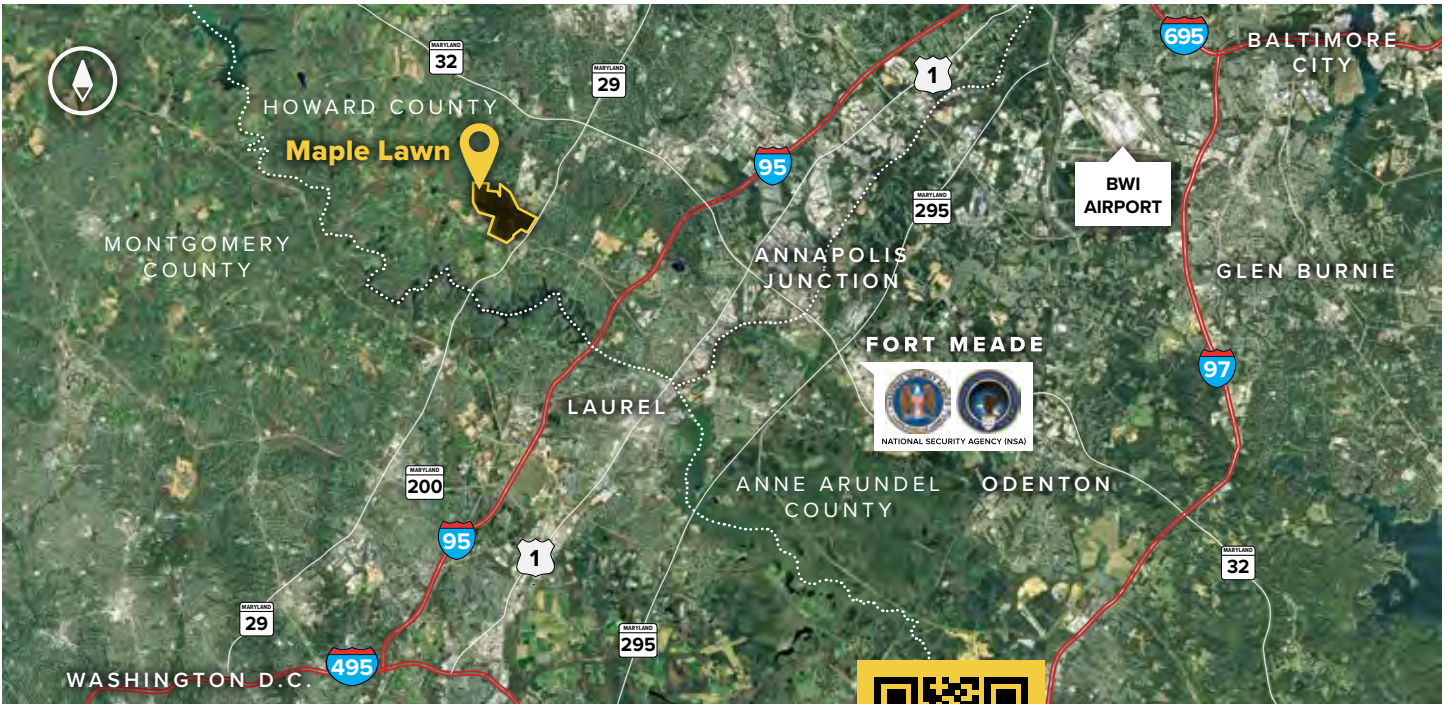 MARYLAND
32
MARYLAND
29
HOWARD COUNTY
Maple Lawn
1
695
BALTIMORE
CITY
95
BWI
AIRPORT
MARYLAND
295
MONTGOMERY
COUNTY
ANNAPOLIS
JUNCTION
GLEN BURNIE
FORT MEADE
NATIONAL SECURITY AGENCY (NSA)
97
LAUREL
MARYLAND
200
ANNE ARUNDEL
COUNTY
ODENTON
95
1
MARYLAND
32
MARYLAND
29
MARYLAND
295
495
WASHINGTON D.C.